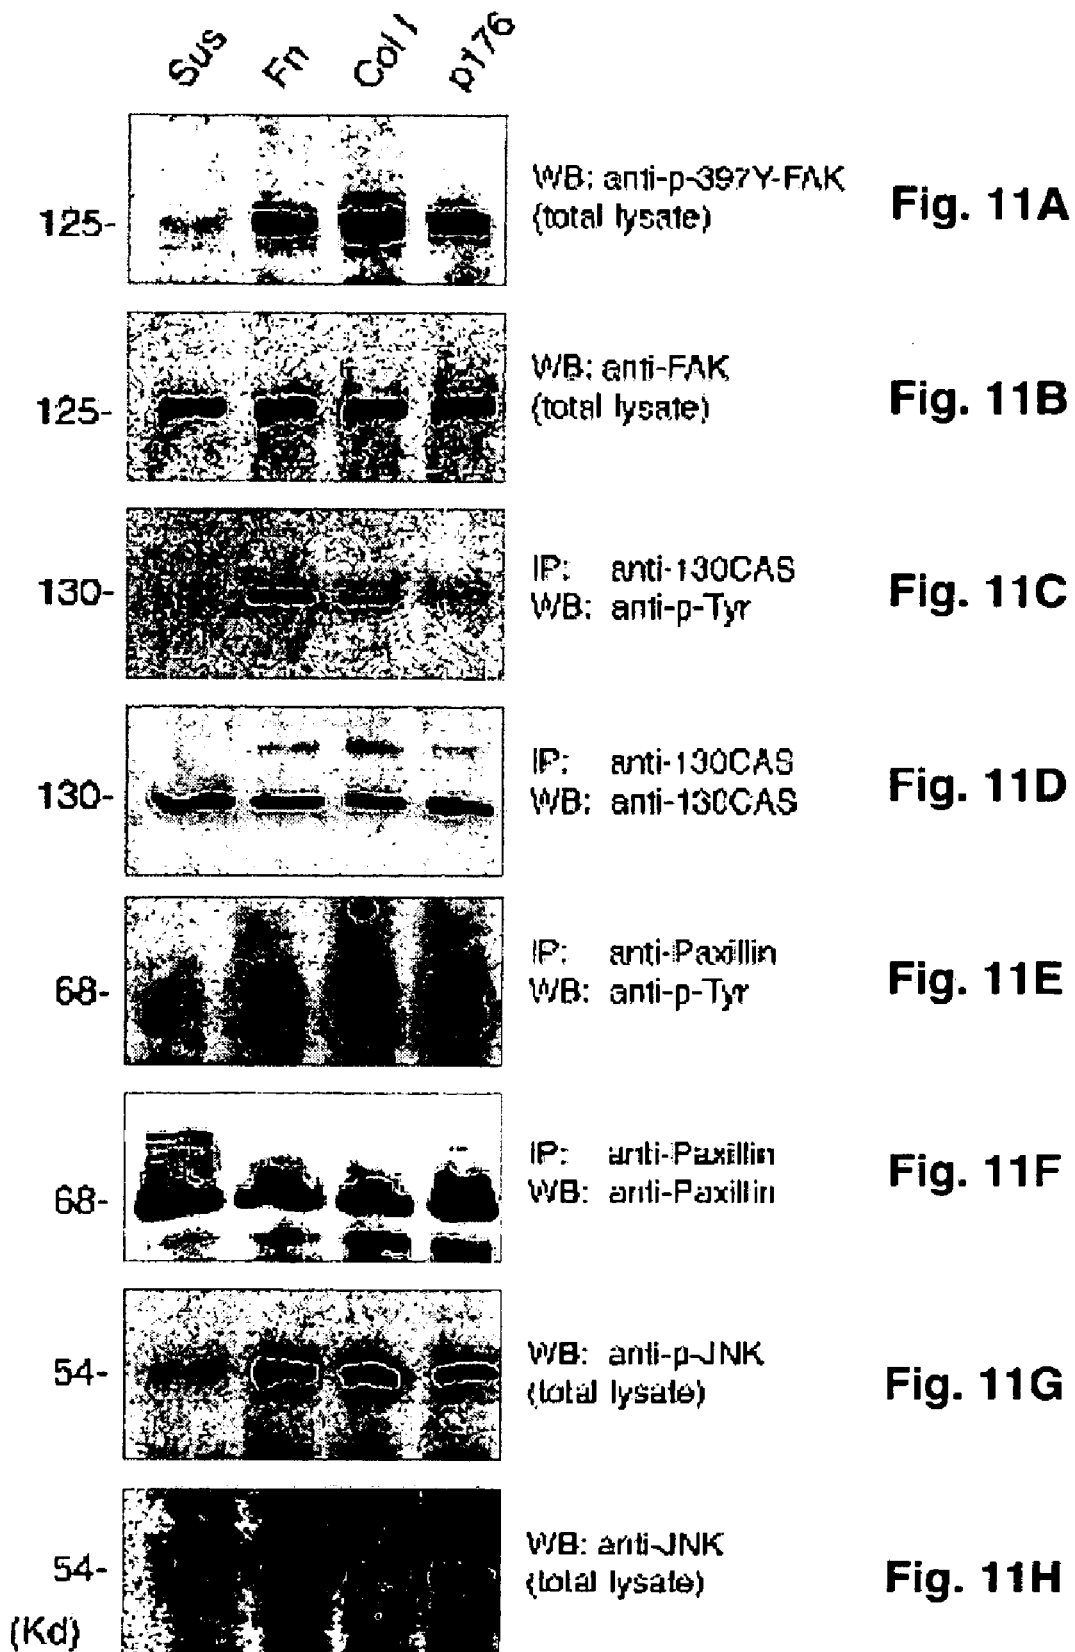 Sus Fn Col I p176
125-
WB: anti-p-397Y-FAK
(total lysate)
Fig. 11A
125-
WB: anti-FAK
(total lysate)
Fig. 11B
130-
IP: anti-130CAS
WB: anti-p-Tyr
Fig. 11C
130-
IP: anti-130CAS
WB: anti-130CAS
Fig. 11D
68-
IP: anti-Paxillin
WB: anti-p-Tyr
Fig. 11E
68-
IP: anti-Paxillin
WB: anti-Paxillin
Fig. 11F
54-
WB: anti-p-JNK
(total lysate)
Fig. 11G
54-
WB: anti-JNK
(total lysate)
Fig. 11H
(Kd)